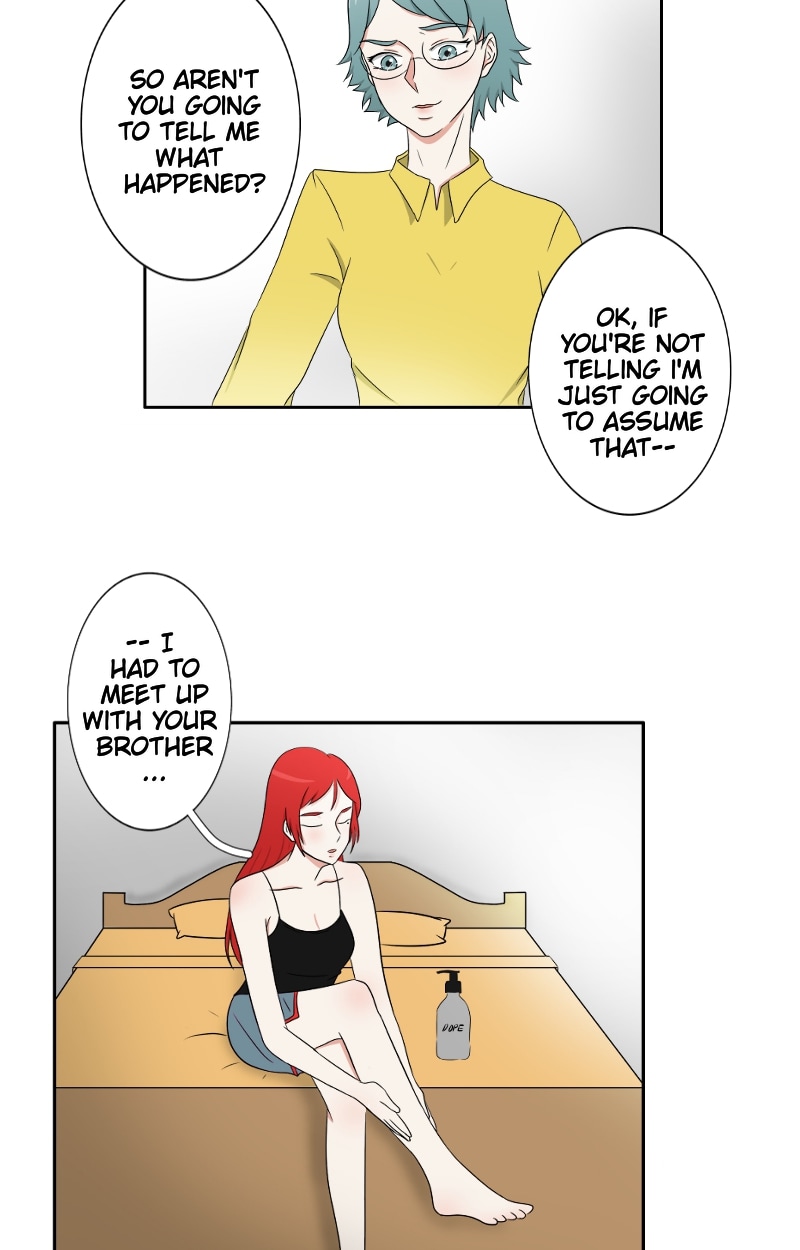 SO AREN'T
YOU GOING
TO TELL ME
WHAT
HAPPENED?
OK, IF
YOU'RE NOT
TELLING I'M
JUST GOING
TO ASSUME
THAT--
-- I
HAD TO
MEET UP
WITH YOUR
BROTHER
...
DOPE